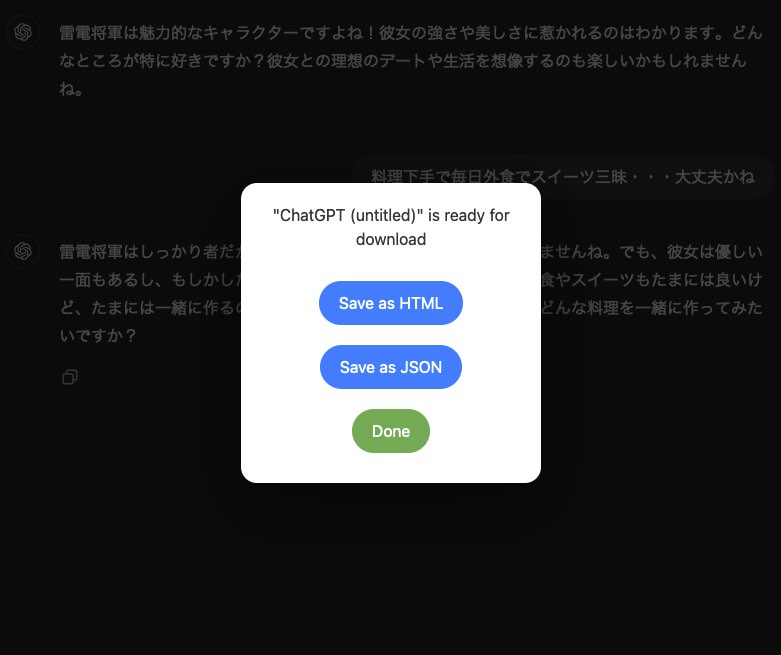 雷電将軍は魅力的なキャラクターですよね！彼女の強さや美しさに惹かれるのはわかります。どん
なところが特に好きですか？彼女との理想のデートや生活を想像するのも楽しいかもしれません
ね。
料理下手で毎日外食でスイーツ三昧・・・大丈夫かね
"ChatGPT (untitled)" is ready for
download
雷電将軍はしっかり者だか
ませんね。でも、彼女は優しい
一面もあるし、もしかした
食やスイーツもたまには良いけ
Save as HTML
ど、たまには一緒に作るの
どんな料理を一緒に作ってみた
いですか？
Save as JSON
Done